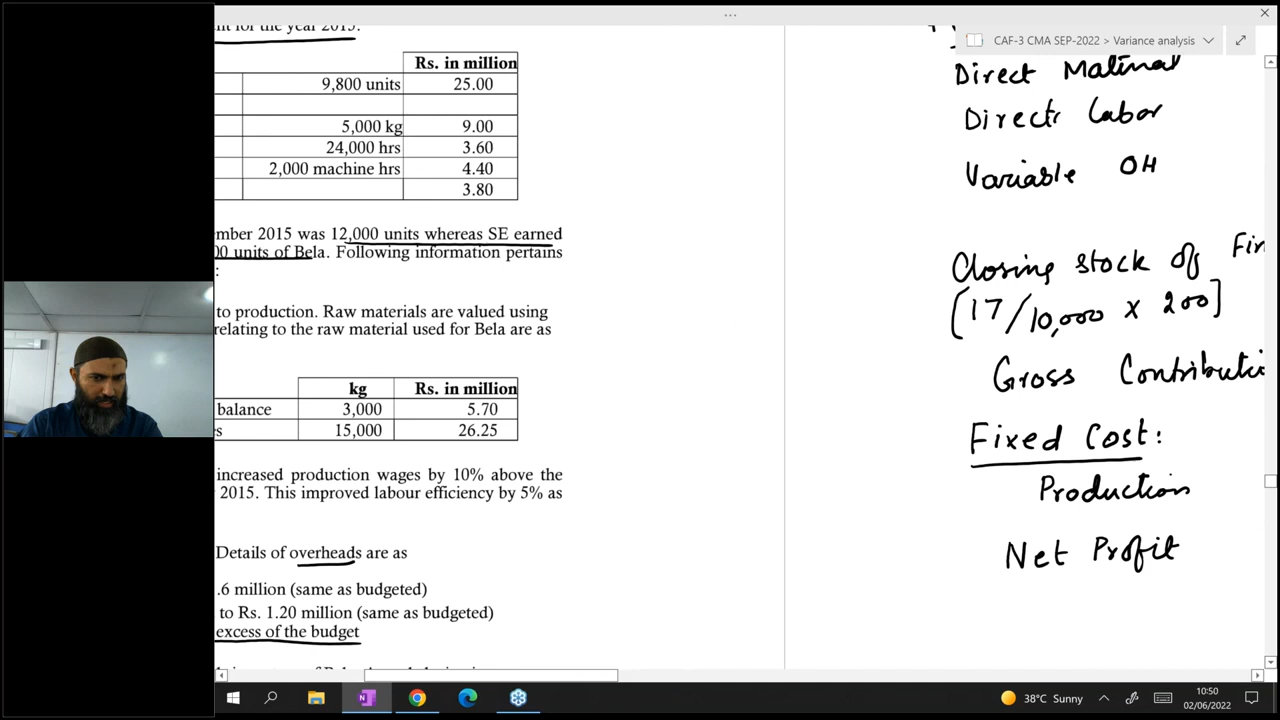 CAF-3 CMA SEP-2022 > Variance analysis
nt for the year 2015.
Rs. in million
9,800 units 25.00
5,000 kg 9.00
24,000 hrs 3.60
2,000 machine hrs 4.40
3.80
mber 2015 was 12,000 units whereas SE earned
00 units of Bela. Following information pertains
:
to production. Raw materials are valued using
relating to the raw material used for Bela are as
kg Rs. in million
balance 3,000 5.70
s 15,000 26.25
increased production wages by 10% above the
2015. This improved labour efficiency by 5% as
Details of overheads are as
.6 million (same as budgeted)
to Rs. 1.20 million (same as budgeted)
excess of the budget
Direct Material
Direct Labor
Variable OH
Closing stock of Fin
[17/10,000 x 200]
Gross Contributi
Fixed Cost:
Production
Net Profit
38°C Sunny
10:50
02/06/2022